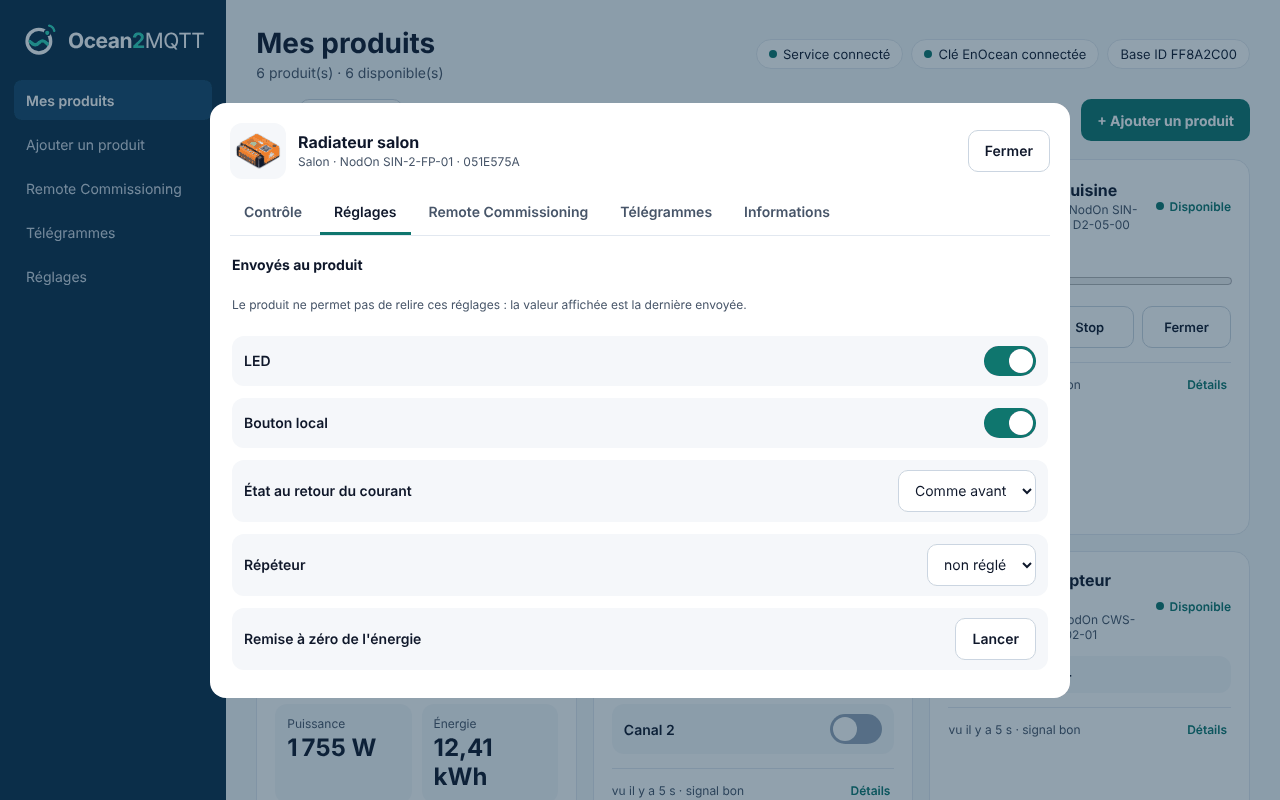 Ocean2MQTT
Mes produits
Ajouter un produit
Remote Commissioning
Télégrammes
Réglages
Mes produits
6 produit(s) · 6 disponible(s)
Service connecté
Clé EnOcean connectée
Base ID FF8A2C00
+ Ajouter un produit
Radiateur salon
Salon · NodOn SIN-2-FP-01 · 051E575A
Fermer
Contrôle
Réglages
Remote Commissioning
Télégrammes
Informations
Envoyés au produit
Le produit ne permet pas de relire ces réglages : la valeur affichée est la dernière envoyée.
LED
Bouton local
État au retour du courant
Comme avant
Répéteur
non réglé
Remise à zéro de l'énergie
Lancer
uisine
NodOn SIN-
D2-05-00
Disponible
Stop
Fermer
on
Détails
pteur
odOn CWS-
02-01
Disponible
vu il y a 5 s · signal bon
Détails
Puissance
1 755 W
Énergie
12,41
kWh
Canal 2
vu il y a 5 s · signal bon
Détails